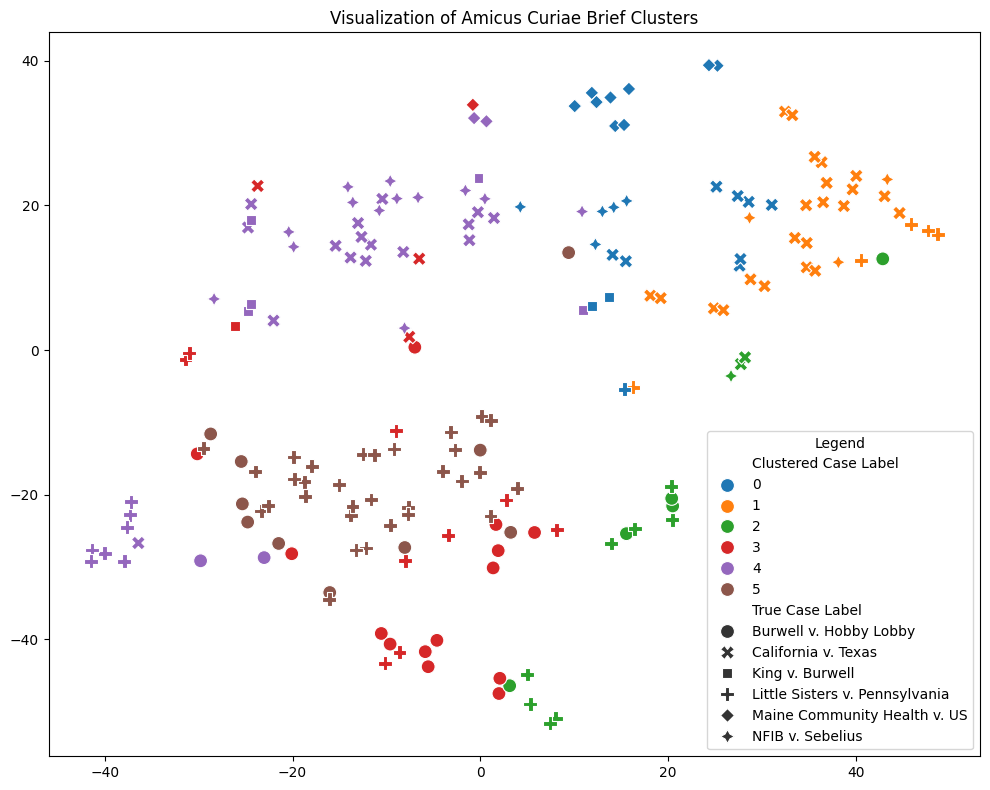 Visualization of Amicus Curiae Brief Clusters
40
20
0
−20
−40
−40
−20
0
20
40
Legend
Clustered Case Label
0
1
2
3
4
5
True Case Label
Burwell v. Hobby Lobby
California v. Texas
King v. Burwell
Little Sisters v. Pennsylvania
Maine Community Health v. US
NFIB v. Sebelius